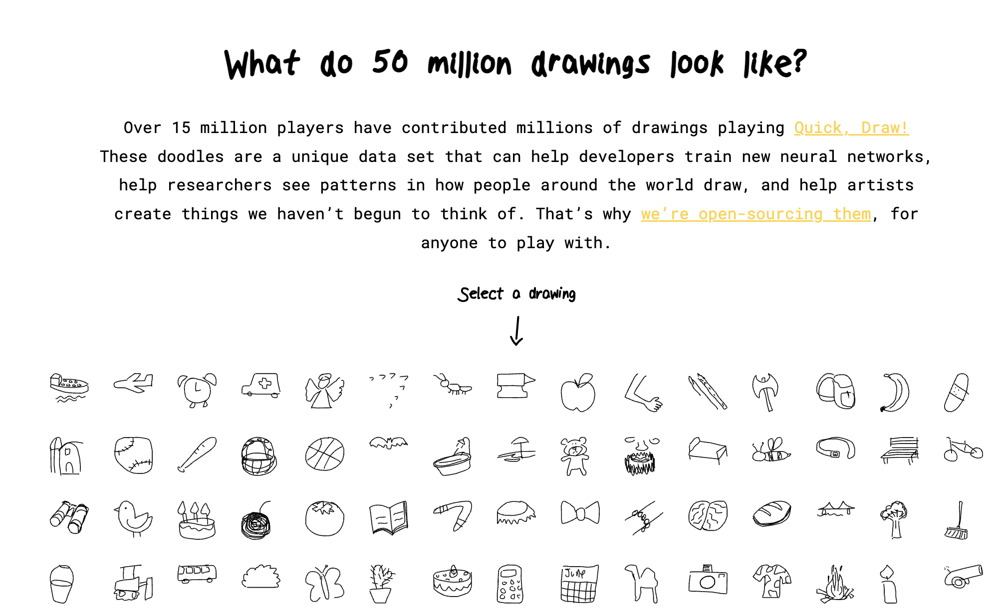 What do 50 million drawings look like?
Over 15 million players have contributed millions of drawings playing Quick, Draw!
These doodles are a unique data set that can help developers train new neural networks,
help researchers see patterns in how people around the world draw, and help artists
create things we haven’t begun to think of. That’s why we’re open-sourcing them, for
anyone to play with.
Select a drawing
June